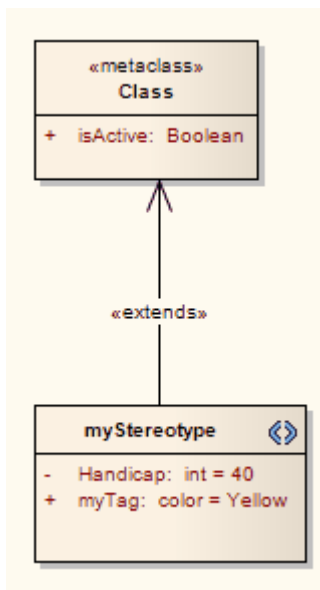 «metaclass»
Class
+ isActive: Boolean
«extends»
myStereotype
- Handicap: int = 40
+ myTag: color = Yellow